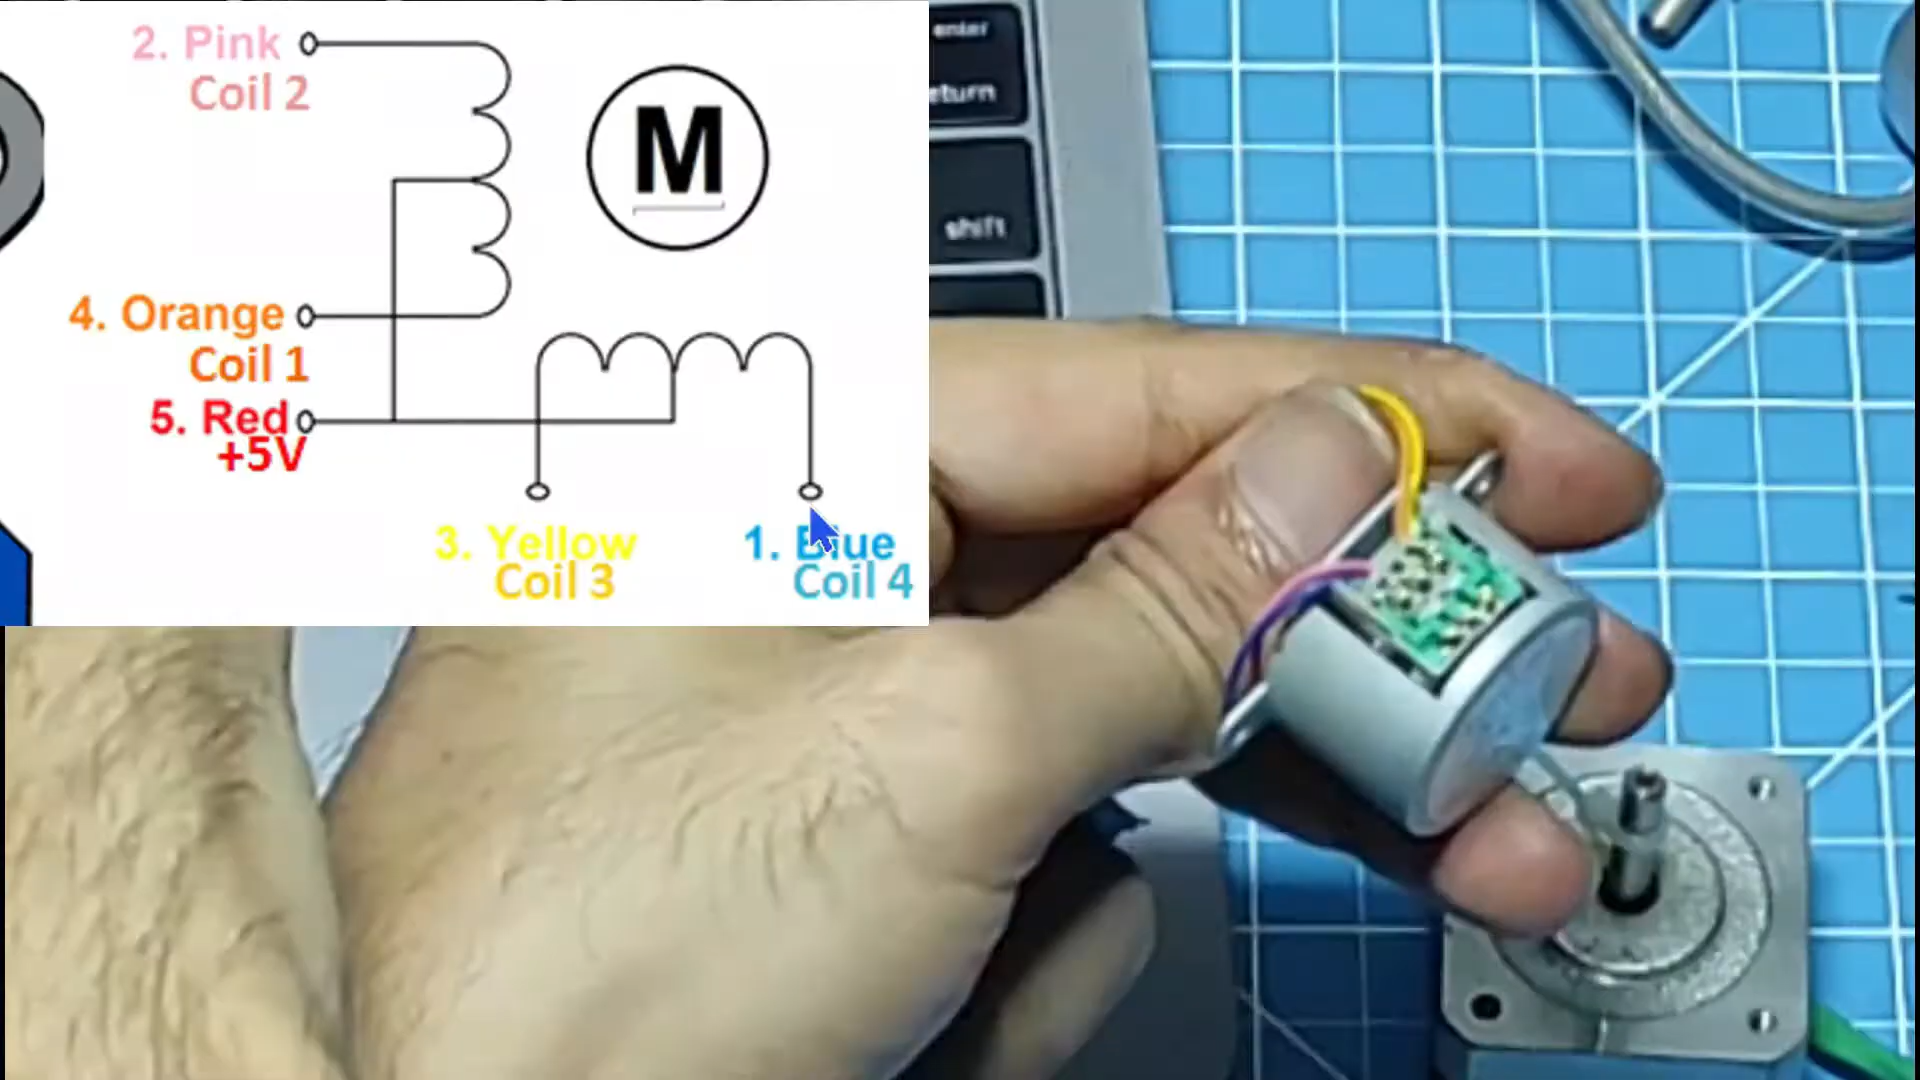 2. Pink
Coil 2
M
4. Orange
Coil 1
5. Red
+5V
3. Yellow
Coil 3
1. Blue
Coil 4
enter
return
shift